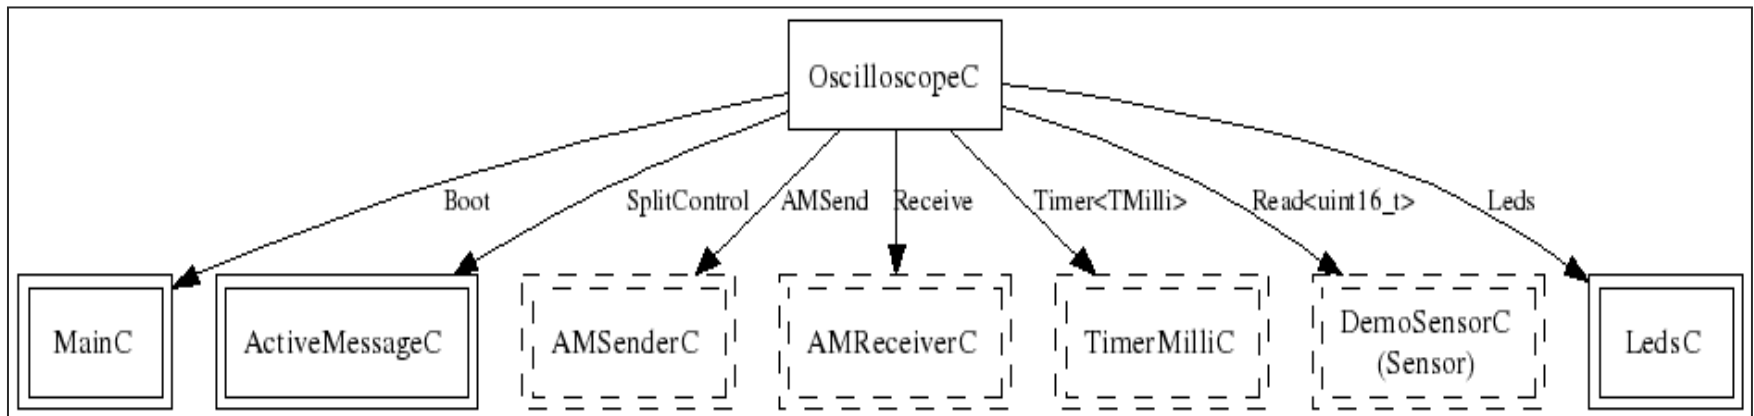 OscilloscopeC
Boot
SplitControl
AMSend
Receive
Timer<TMilli>
Read<uint16_t>
Leds
MainC
ActiveMessageC
AMSenderC
AMReceiverC
TimerMilliC
DemoSensorC
(Sensor)
LedsC